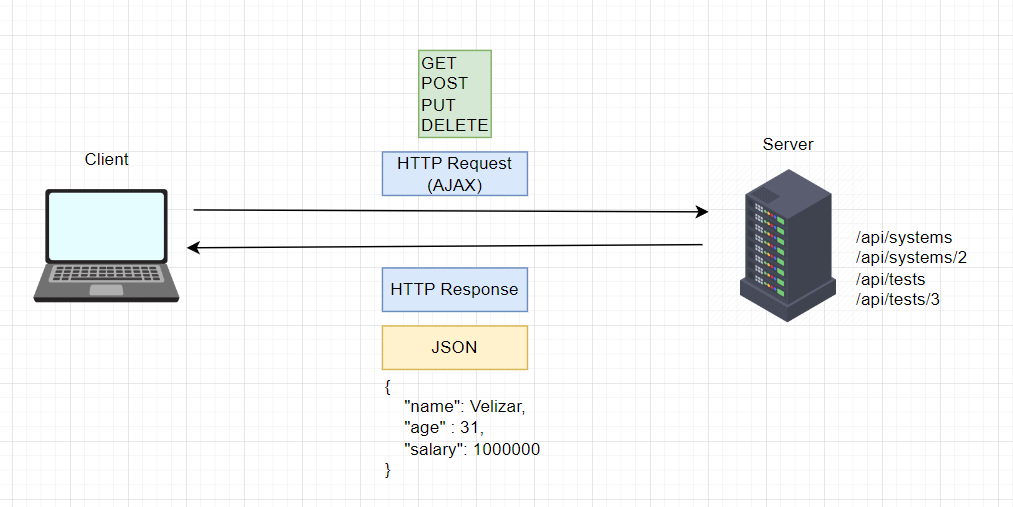 GET
POST
PUT
DELETE
Client
HTTP Request
(AJAX)
Server
/api/systems
/api/systems/2
/api/tests
/api/tests/3
HTTP Response
JSON
{
"name": Velizar,
"age" : 31,
"salary": 1000000
}